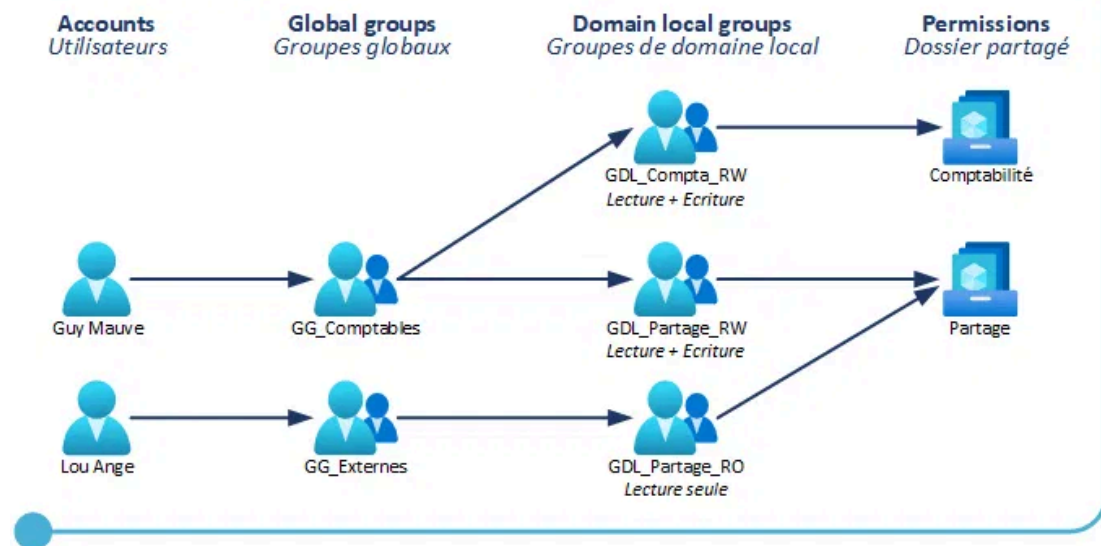 Accounts
Utilisateurs
Global groups
Groupes globaux
Domain local groups
Groupes de domaine local
Permissions
Dossier partagé
GDL_Compta_RW
Lecture + Ecriture
Comptabilité
Guy Mauve
GG_Comptables
GDL_Partage_RW
Lecture + Ecriture
Partage
Lou Ange
GG_Externes
GDL_Partage_RO
Lecture seule